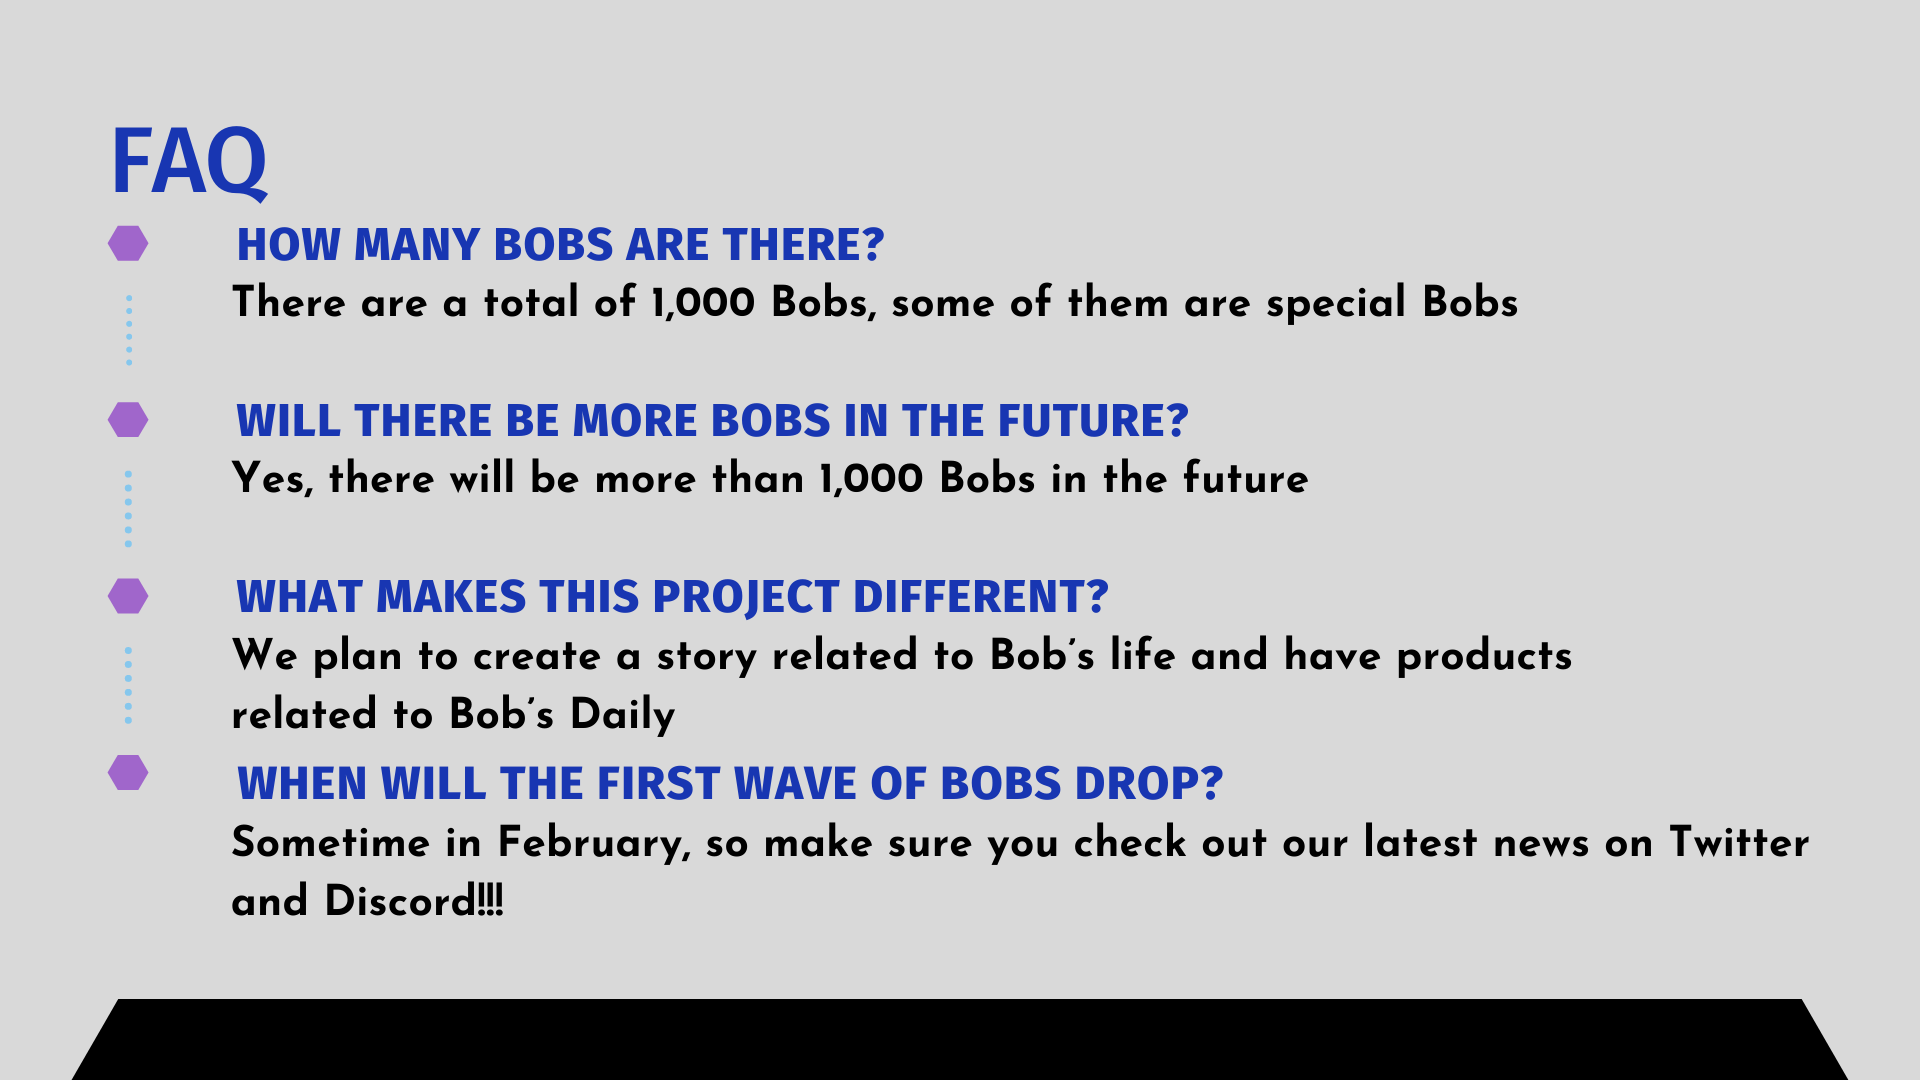 FAQ
HOW MANY BOBS ARE THERE?
There are a total of 1,000 Bobs, some of them are special Bobs
WILL THERE BE MORE BOBS IN THE FUTURE?
Yes, there will be more than 1,000 Bobs in the future
WHAT MAKES THIS PROJECT DIFFERENT?
We plan to create a story related to Bob's life and have products
related to Bob's Daily
WHEN WILL THE FIRST WAVE OF BOBS DROP?
Sometime in February, so make sure you check out our latest news on Twitter
and Discord!!!